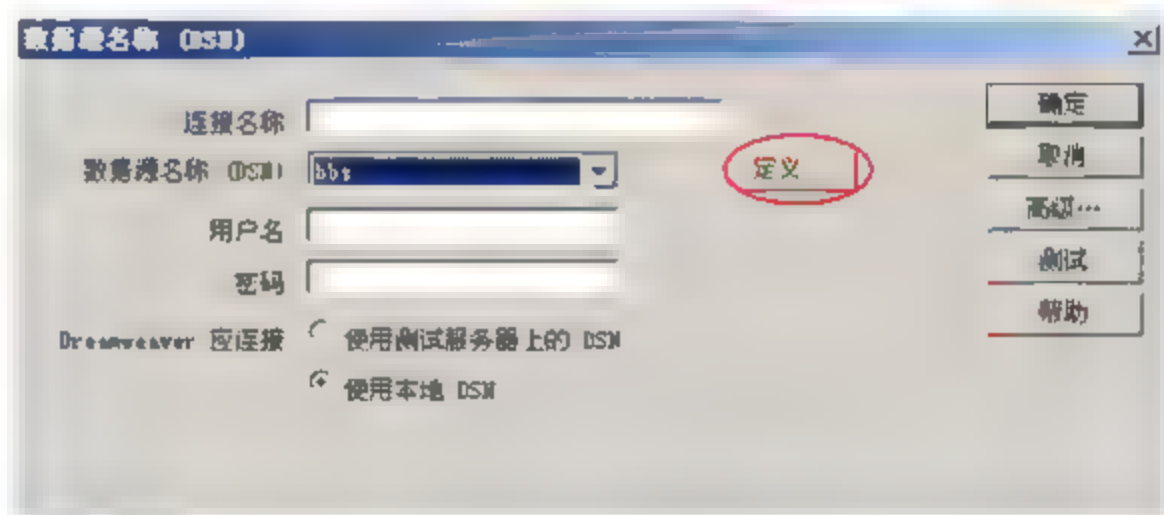 数据源名称 (DSN)
连接名称
确定
数据源名称 (DSN) bbs 定义
取消
用户名
高级…
密码
测试
Dreamweaver 应连接 使用测试服务器上的 DSN
帮助
使用本地 DSN